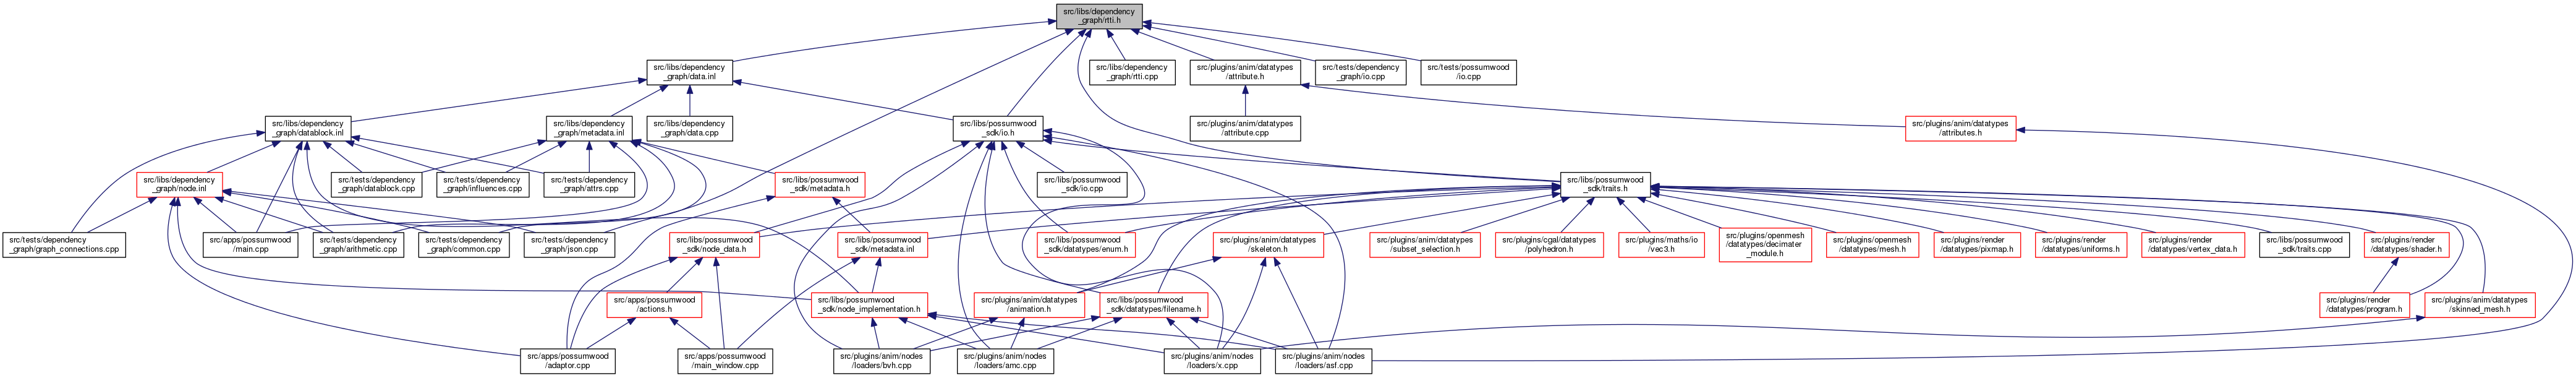 src/libs/dependency
_graph/rtti.h
src/libs/dependency
_graph/data.inl
src/libs/dependency
_graph/rtti.cpp
src/plugins/anim/datatypes
/attribute.h
src/tests/dependency
_graph/io.cpp
src/tests/possumwood
/io.cpp
src/libs/dependency
_graph/datablock.inl
src/libs/dependency
_graph/metadata.inl
src/libs/dependency
_graph/data.cpp
src/libs/possumwood
_sdk/io.h
src/plugins/anim/datatypes
/attribute.cpp
src/plugins/anim/datatypes
/attributes.h
src/libs/dependency
_graph/node.inl
src/tests/dependency
_graph/datablock.cpp
src/tests/dependency
_graph/influences.cpp
src/tests/dependency
_graph/attrs.cpp
src/libs/possumwood
_sdk/metadata.h
src/libs/possumwood
_sdk/io.cpp
src/libs/possumwood
_sdk/traits.h
src/tests/dependency
_graph/graph_connections.cpp
src/apps/possumwood
/main.cpp
src/tests/dependency
_graph/arithmetic.cpp
src/tests/dependency
_graph/common.cpp
src/tests/dependency
_graph/json.cpp
src/libs/possumwood
_sdk/node_data.h
src/libs/possumwood
_sdk/metadata.inl
src/libs/possumwood
_sdk/datatypes/enum.h
src/plugins/anim/datatypes
/skeleton.h
src/plugins/anim/datatypes
/subset_selection.h
src/plugins/cgal/datatypes
/polyhedron.h
src/plugins/maths/io
/vec3.h
src/plugins/openmesh
/datatypes/decimater
_module.h
src/plugins/openmesh
/datatypes/mesh.h
src/plugins/render
/datatypes/pixmap.h
src/plugins/render
/datatypes/uniforms.h
src/plugins/render
/datatypes/vertex_data.h
src/libs/possumwood
_sdk/traits.cpp
src/plugins/render
/datatypes/shader.h
src/apps/possumwood
/actions.h
src/libs/possumwood
_sdk/node_implementation.h
src/plugins/anim/datatypes
/animation.h
src/libs/possumwood
_sdk/datatypes/filename.h
src/plugins/render
/datatypes/program.h
src/plugins/anim/datatypes
/skinned_mesh.h
src/apps/possumwood
/adaptor.cpp
src/apps/possumwood
/main_window.cpp
src/plugins/anim/nodes
/loaders/bvh.cpp
src/plugins/anim/nodes
/loaders/amc.cpp
src/plugins/anim/nodes
/loaders/x.cpp
src/plugins/anim/nodes
/loaders/asf.cpp